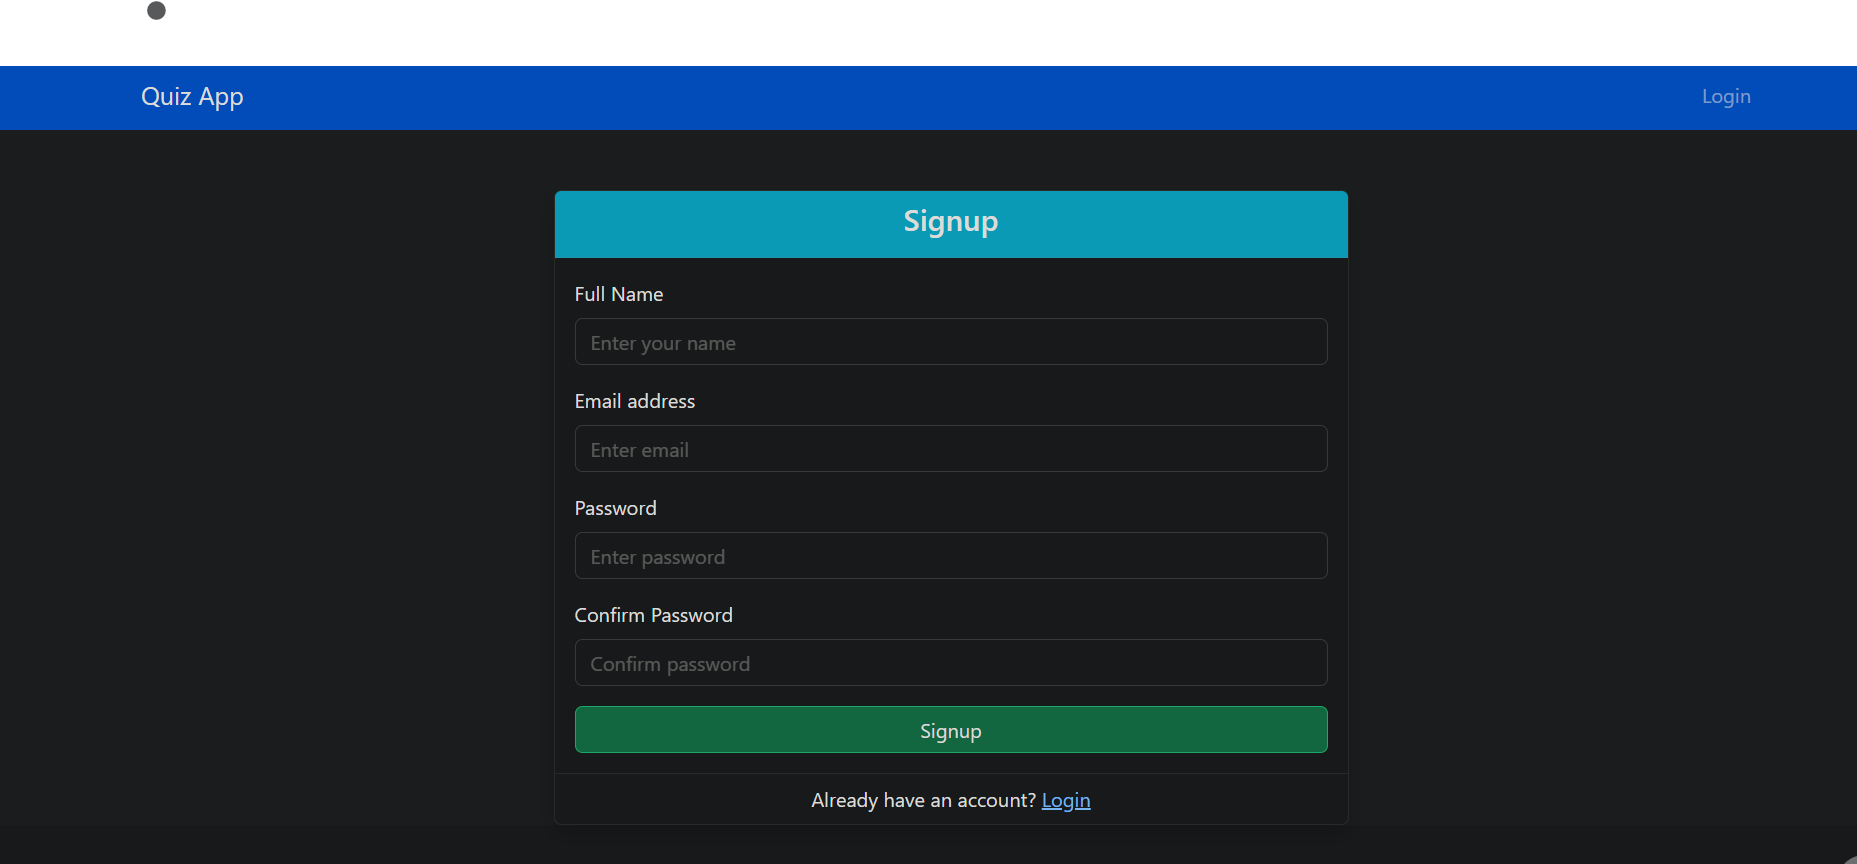 Quiz App
Login
Signup
Full Name
Enter your name
Email address
Enter email
Password
Enter password
Confirm Password
Confirm password
Signup
Already have an account? Login